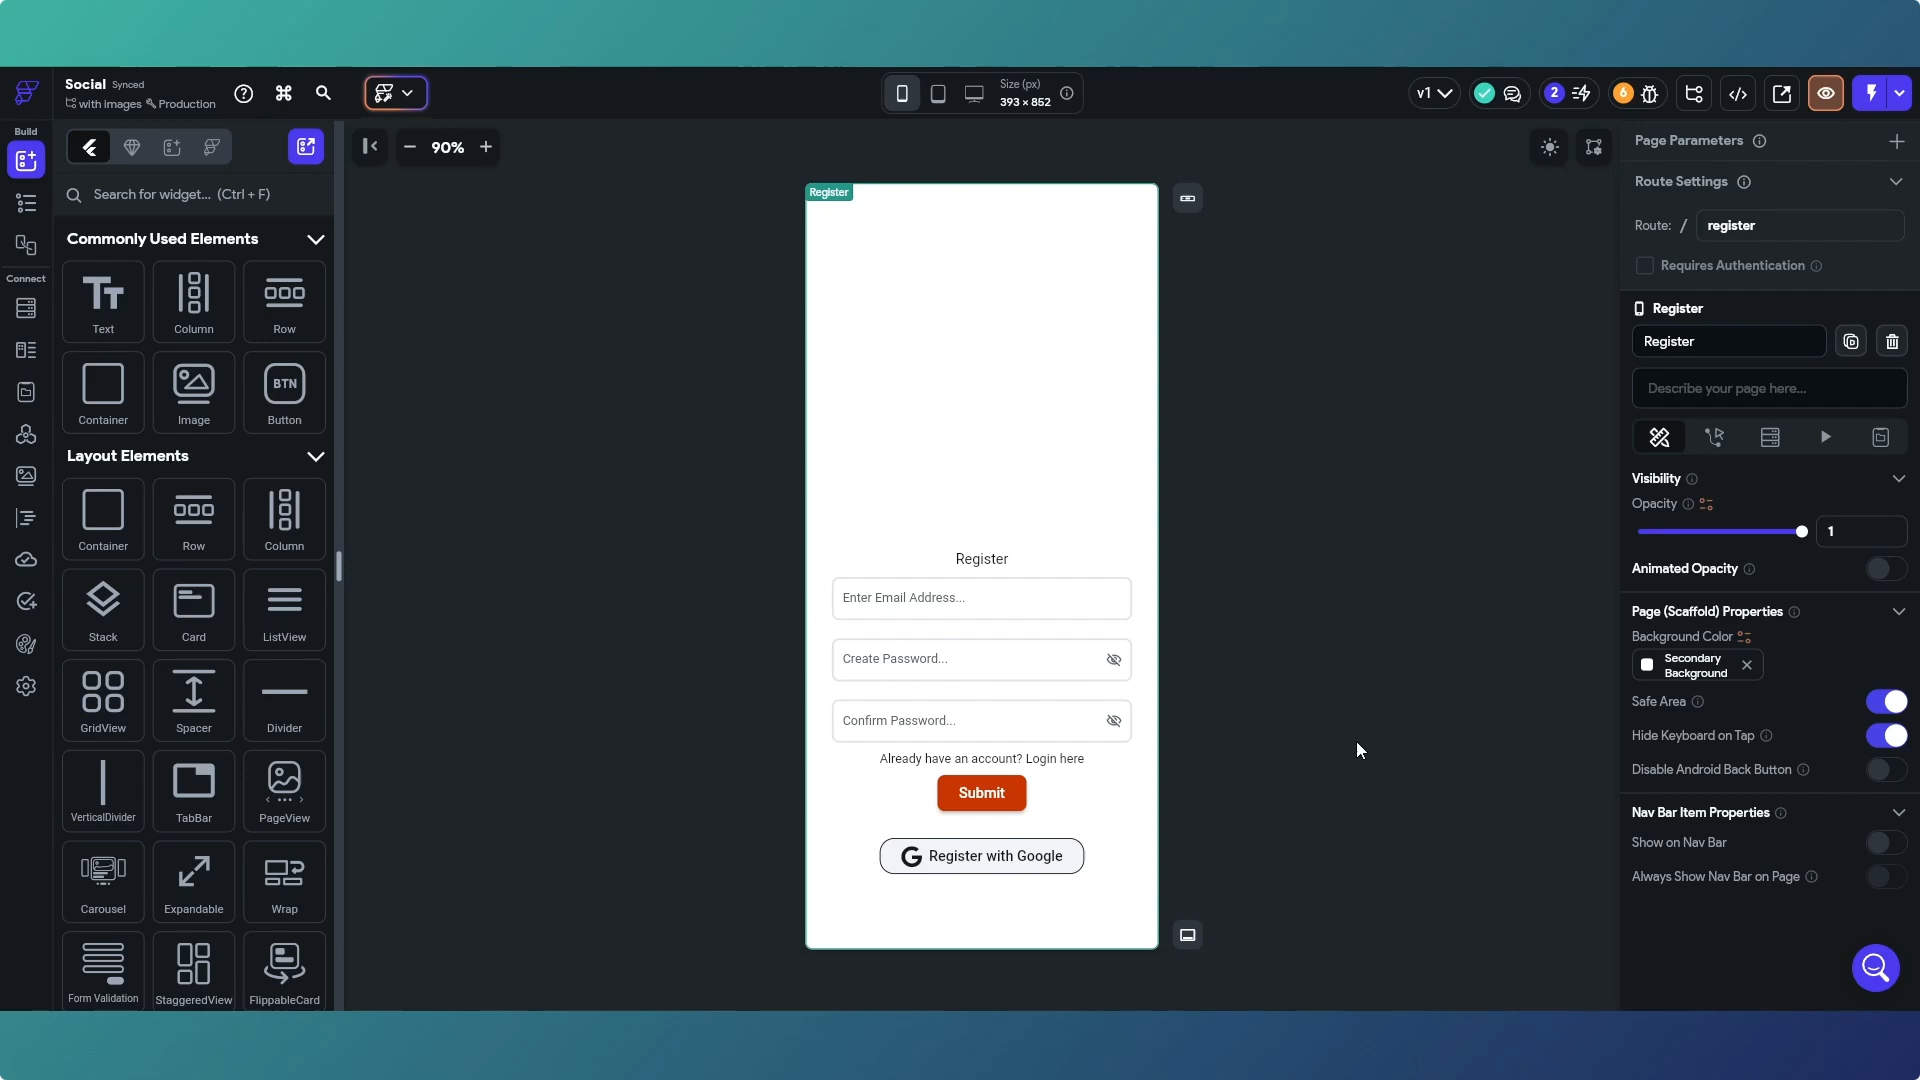 Social Synced
with images Production
Size (px)
393 × 852
v1
2
6
Build
Connect
90%
Search for widget... (Ctrl + F)
Commonly Used Elements
Text
Column
Row
Container
Image
BTN
Button
Layout Elements
Container
Row
Column
Stack
Card
ListView
GridView
Spacer
Divider
VerticalDivider
TabBar
PageView
Carousel
Expandable
Wrap
Form Validation
StaggeredView
FlippableCard
Register
Register
Enter Email Address...
Create Password...
Confirm Password...
Already have an account? Login here
Submit
Register with Google
Page Parameters
Route Settings
Route: / register
Requires Authentication
Register
Register
Describe your page here...
Visibility
Opacity
1
Animated Opacity
Page (Scaffold) Properties
Background Color
Secondary
Background
Safe Area
Hide Keyboard on Tap
Disable Android Back Button
Nav Bar Item Properties
Show on Nav Bar
Always Show Nav Bar on Page